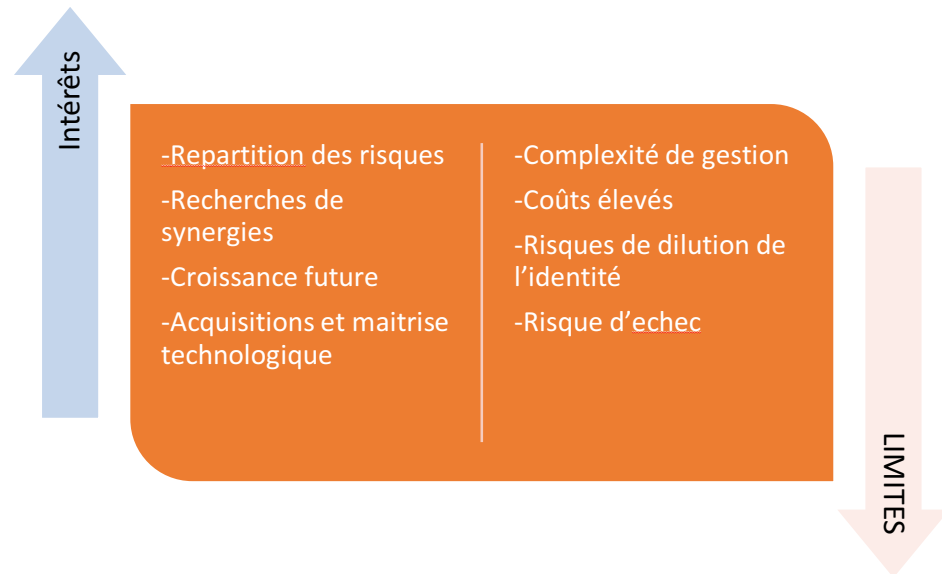 Intérêts
-Repartition des risques
-Recherches de
synergies
-Croissance future
-Acquisitions et maitrise
technologique
-Complexité de gestion
-Coûts élevés
-Risques de dilution de
l’identité
-Risque d’echec
LIMITES